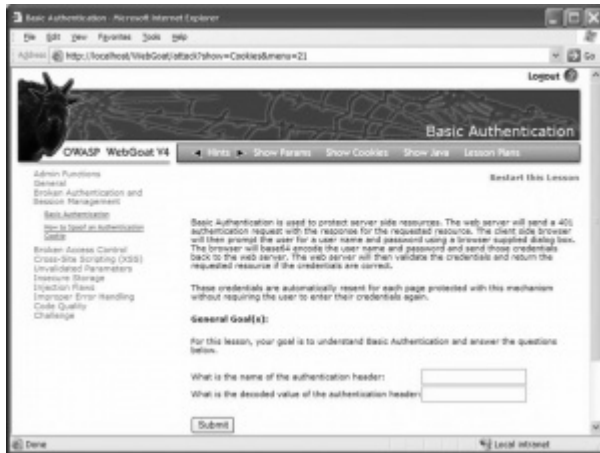 Basic Authentication - Microsoft Internet Explorer
File Edit View Favorites Tools Help
Address http://localhost/WebGoat/attack?show=Cookies&menu=21
Go
Logout
Basic Authentication
OWASP WebGoat V4
Hints Show Params Show Cookies Show Java Lesson Plans
Restart this Lesson
Admin Functions
General
Broken Authentication and
Session Management
Basic Authentication
How to Spoof an Authentication
Cookie
Broken Access Control
Cross-Site Scripting (XSS)
Unvalidated Parameters
Insecure Storage
Injection Flaws
Improper Error Handling
Code Quality
Challenge
Basic Authentication is used to protect server side resources. The web server will send a 401
authentication request with the response for the requested resource. The client side browser
will then prompt the user for a user name and password using a browser supplied dialog box.
The browser will base64 encode the user name and password and send those credentials
back to the web server. The web server will then validate the credentials and return the
requested resource if the credentials are correct.
These credentials are automatically resent for each page protected with this mechanism
without requiring the user to enter their credentials again.
General Goal(s):
For this lesson, your goal is to understand Basic Authentication and answer the questions
below.
What is the name of the authentication header:
What is the decoded value of the authentication header:
Submit
Done
Local intranet